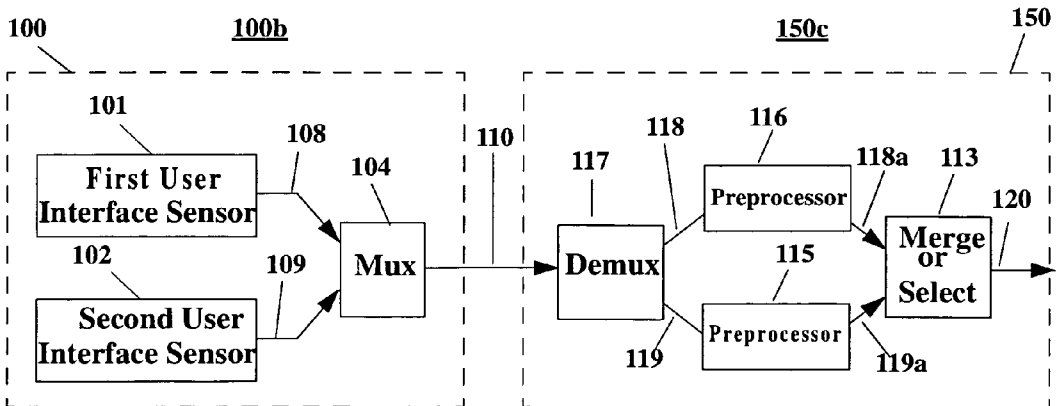 100
100b
150c
150
101
108
110
118
116
118a
113
First User
Interface Sensor
104
117
Preprocessor
120
102
109
Mux
Demux
Merge
or
Select
115
Second User
Interface Sensor
119
Preprocessor
119a